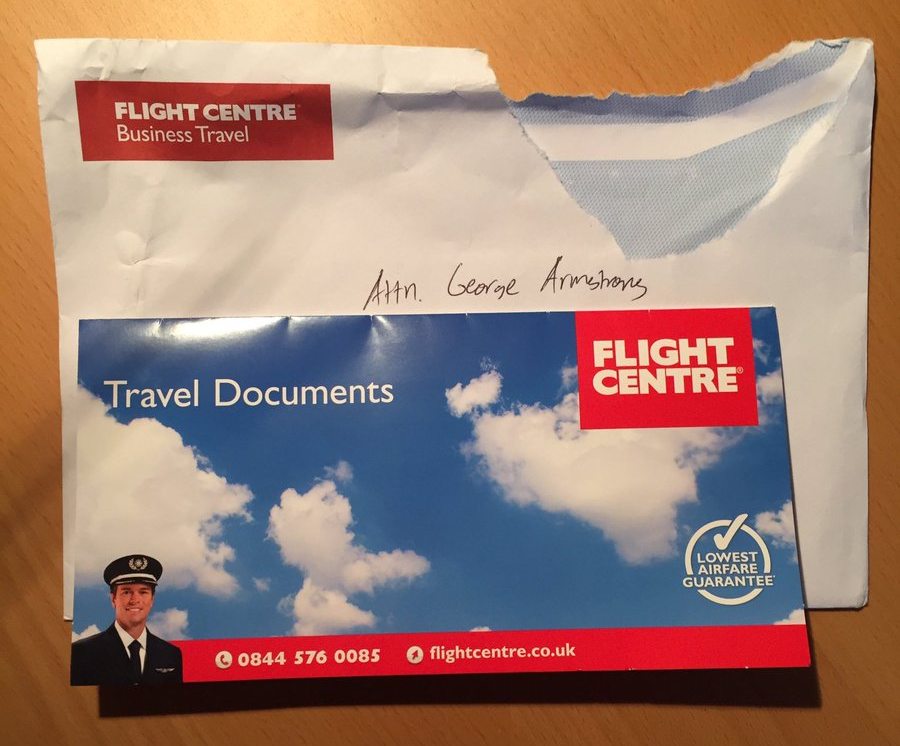 FLIGHT CENTRE®
Business Travel
Attn. George Armstrong
Travel Documents
FLIGHT
CENTRE®
LOWEST
AIRFARE
GUARANTEE
0844 576 0085 flightcentre.co.uk